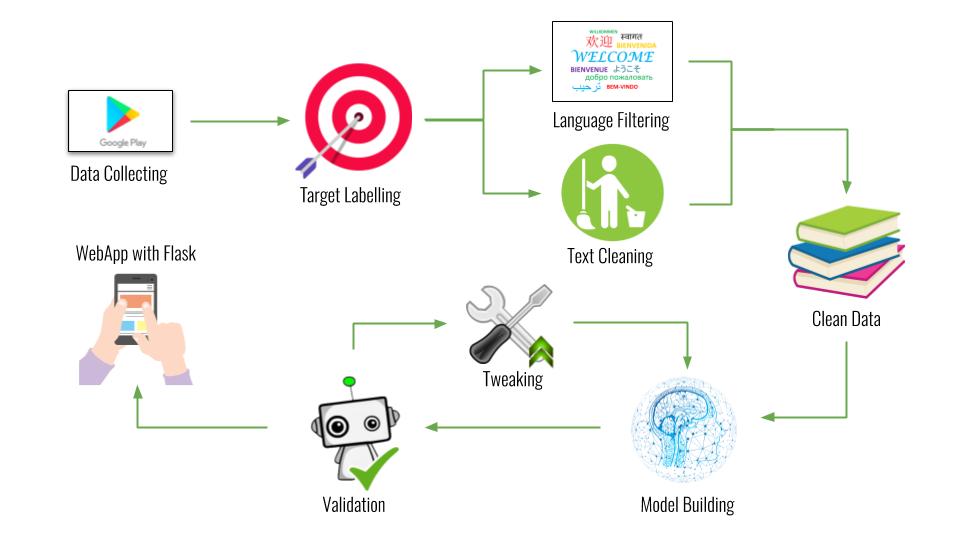 WILLKOMMEN
欢迎 स्वागत
BIENVENIDA
WELCOME
BIENVENUE ようこそ
добро пожаловать
ترحيب BEM-VINDO
Language Filtering
Google Play
Data Collecting
Target Labelling
Text Cleaning
WebApp with Flask
Clean Data
Tweaking
Validation
Model Building